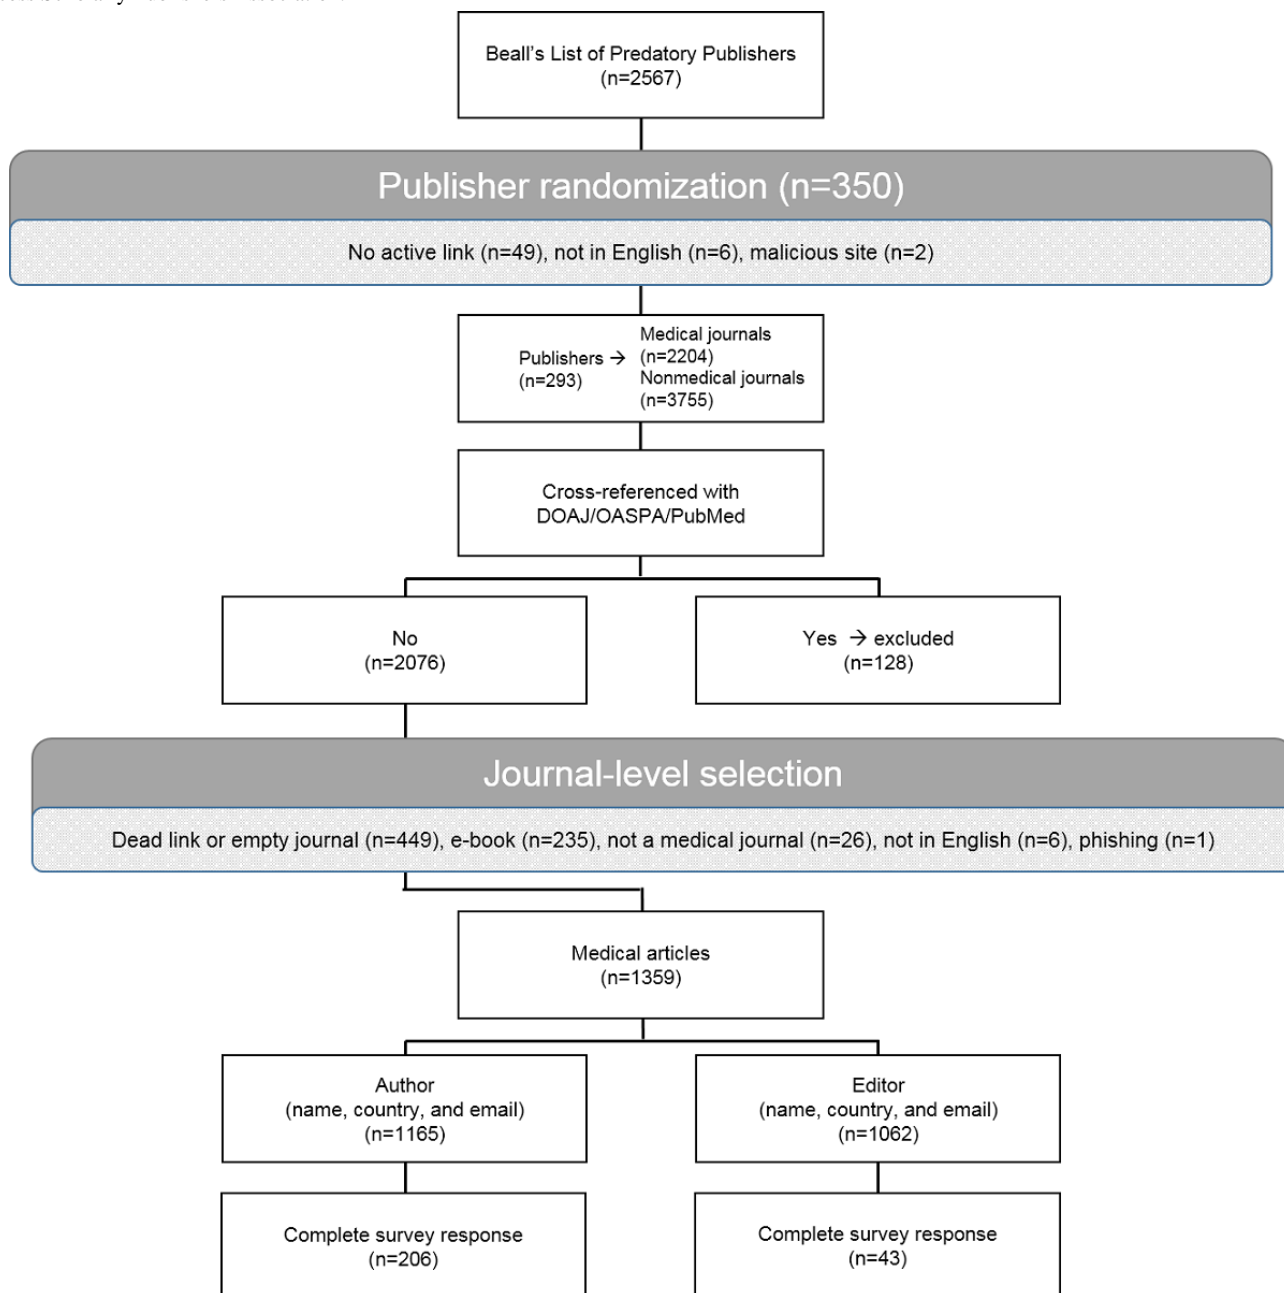 Beall's List of Predatory Publishers
(n=2567)
Publisher randomization (n=350)
No active link (n=49), not in English (n=6), malicious site (n=2)
Publishers →
(n=293)
Medical journals
(n=2204)
Nonmedical journals
(n=3755)
Cross-referenced with
DOAJ/OASPA/PubMed
No
(n=2076)
Yes → excluded
(n=128)
Journal-level selection
Dead link or empty journal (n=449), e-book (n=235), not a medical journal (n=26), not in English (n=6), phishing (n=1)
Medical articles
(n=1359)
Author
(name, country, and email)
(n=1165)
Editor
(name, country, and email)
(n=1062)
Complete survey response
(n=206)
Complete survey response
(n=43)